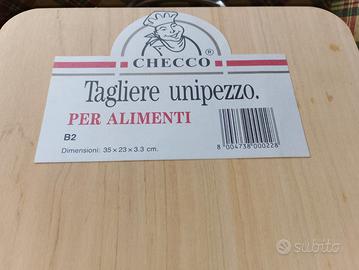 CHECCO ®
Tagliere unipezzo.
PER ALIMENTI
B2
Dimensioni: 35 × 23 × 3.3 cm.
8 004738 000228
subito